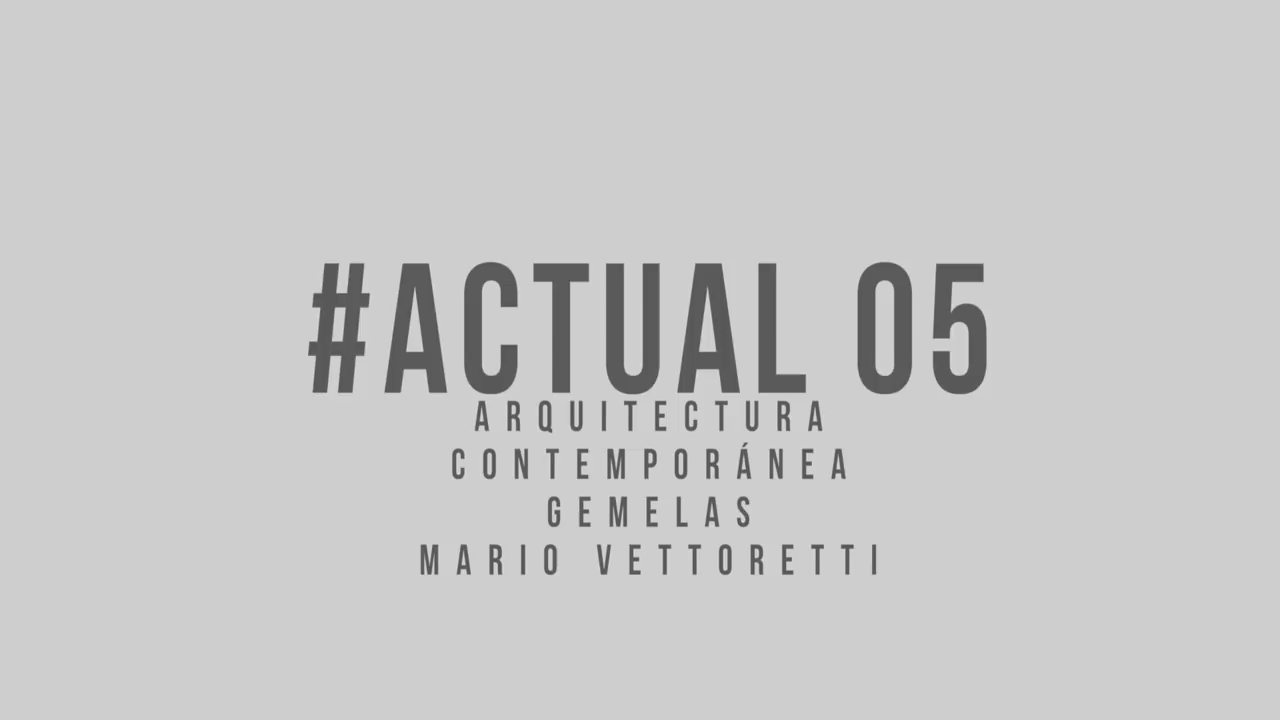 #ACTUAL 05
ARQUITECTURA
CONTEMPORÁNEA
GEMELAS
MARIO VETTORETTI